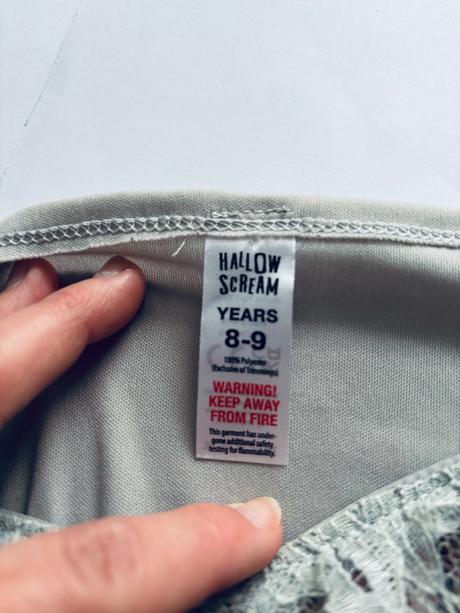 HALLOW
SCREAM
YEARS
8-9
100% Polyester
(Exclusive of Trimmings)
WARNING!
KEEP AWAY
FROM FIRE
This garment has under-
gone additional safety
testing for flammability.